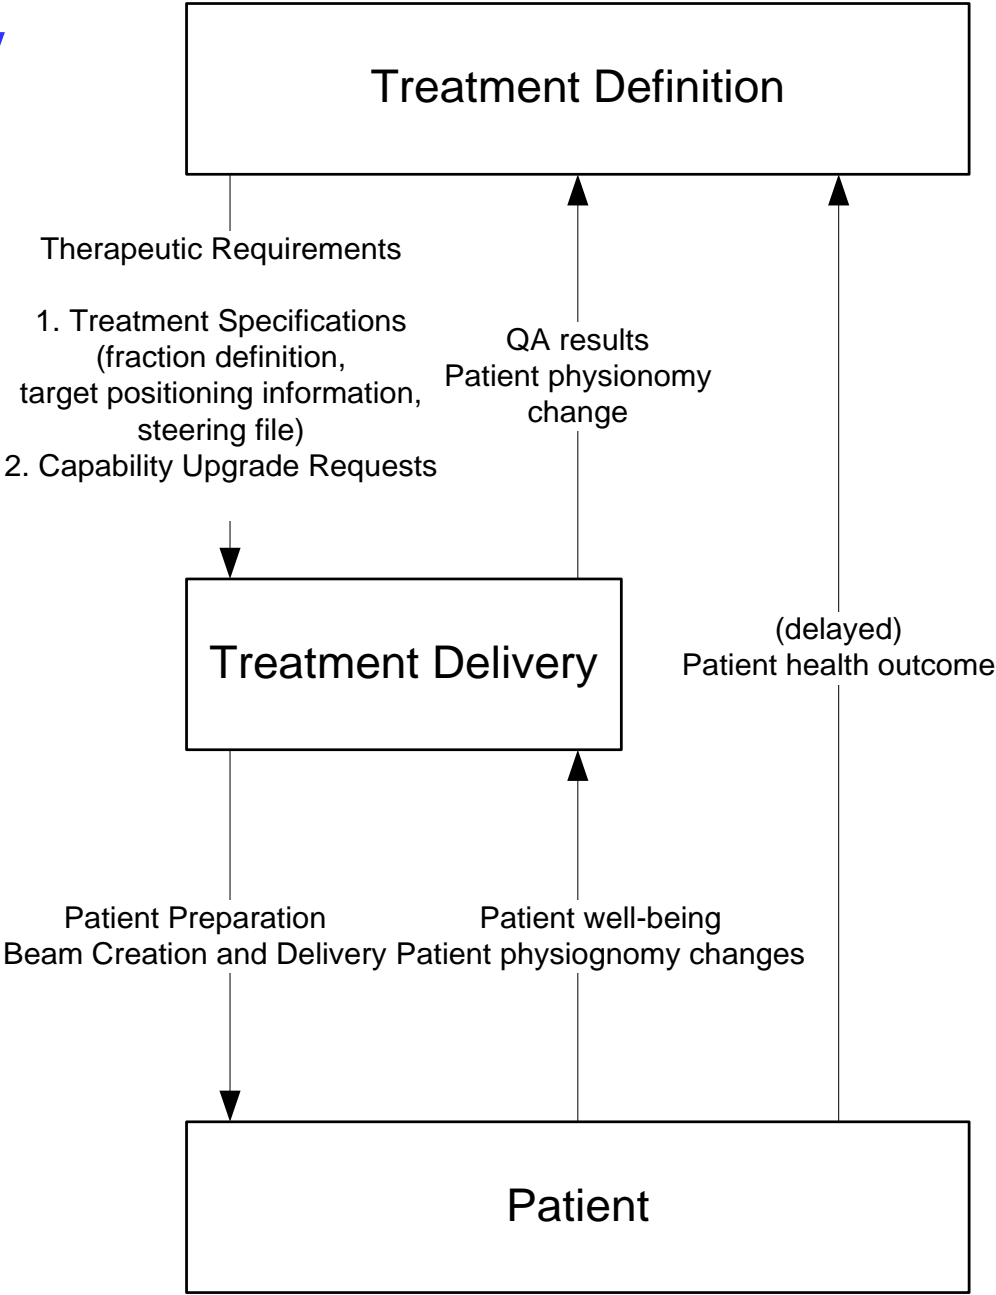 Treatment Definition
Therapeutic Requirements
1. Treatment Specifications
(fraction definition,
target positioning information,
steering file)
2. Capability Upgrade Requests
QA results
Patient physionomy
change
(delayed)
Patient health outcome
Treatment Delivery
Patient Preparation
Beam Creation and Delivery
Patient well-being
Patient physiognomy changes
Patient